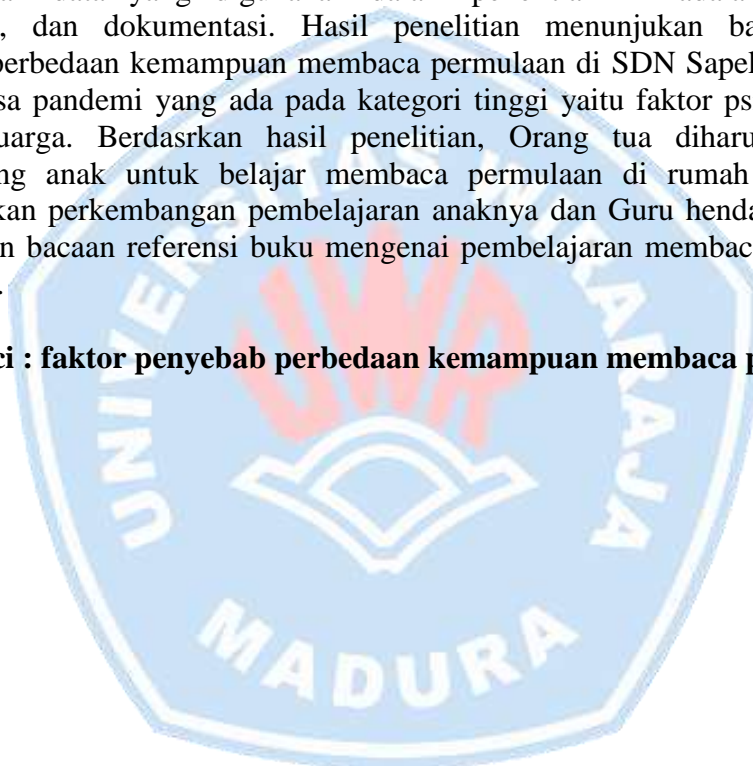 , dan dokumentasi. Hasil penelitian menunjukan ba
perbedaan kemampuan membaca permulaan di SDN Sapel
sa pandemi yang ada pada kategori tinggi yaitu faktor ps
uarga. Berdasrkan hasil penelitian, Orang tua diharu
ng anak untuk belajar membaca permulaan di rumah
kan perkembangan pembelajaran anaknya dan Guru henda
n bacaan referensi buku mengenai pembelajaran membac
.
ci : faktor penyebab perbedaan kemampuan membaca p
UNIVERSITAS WIRARAJA
UWR
MADURA